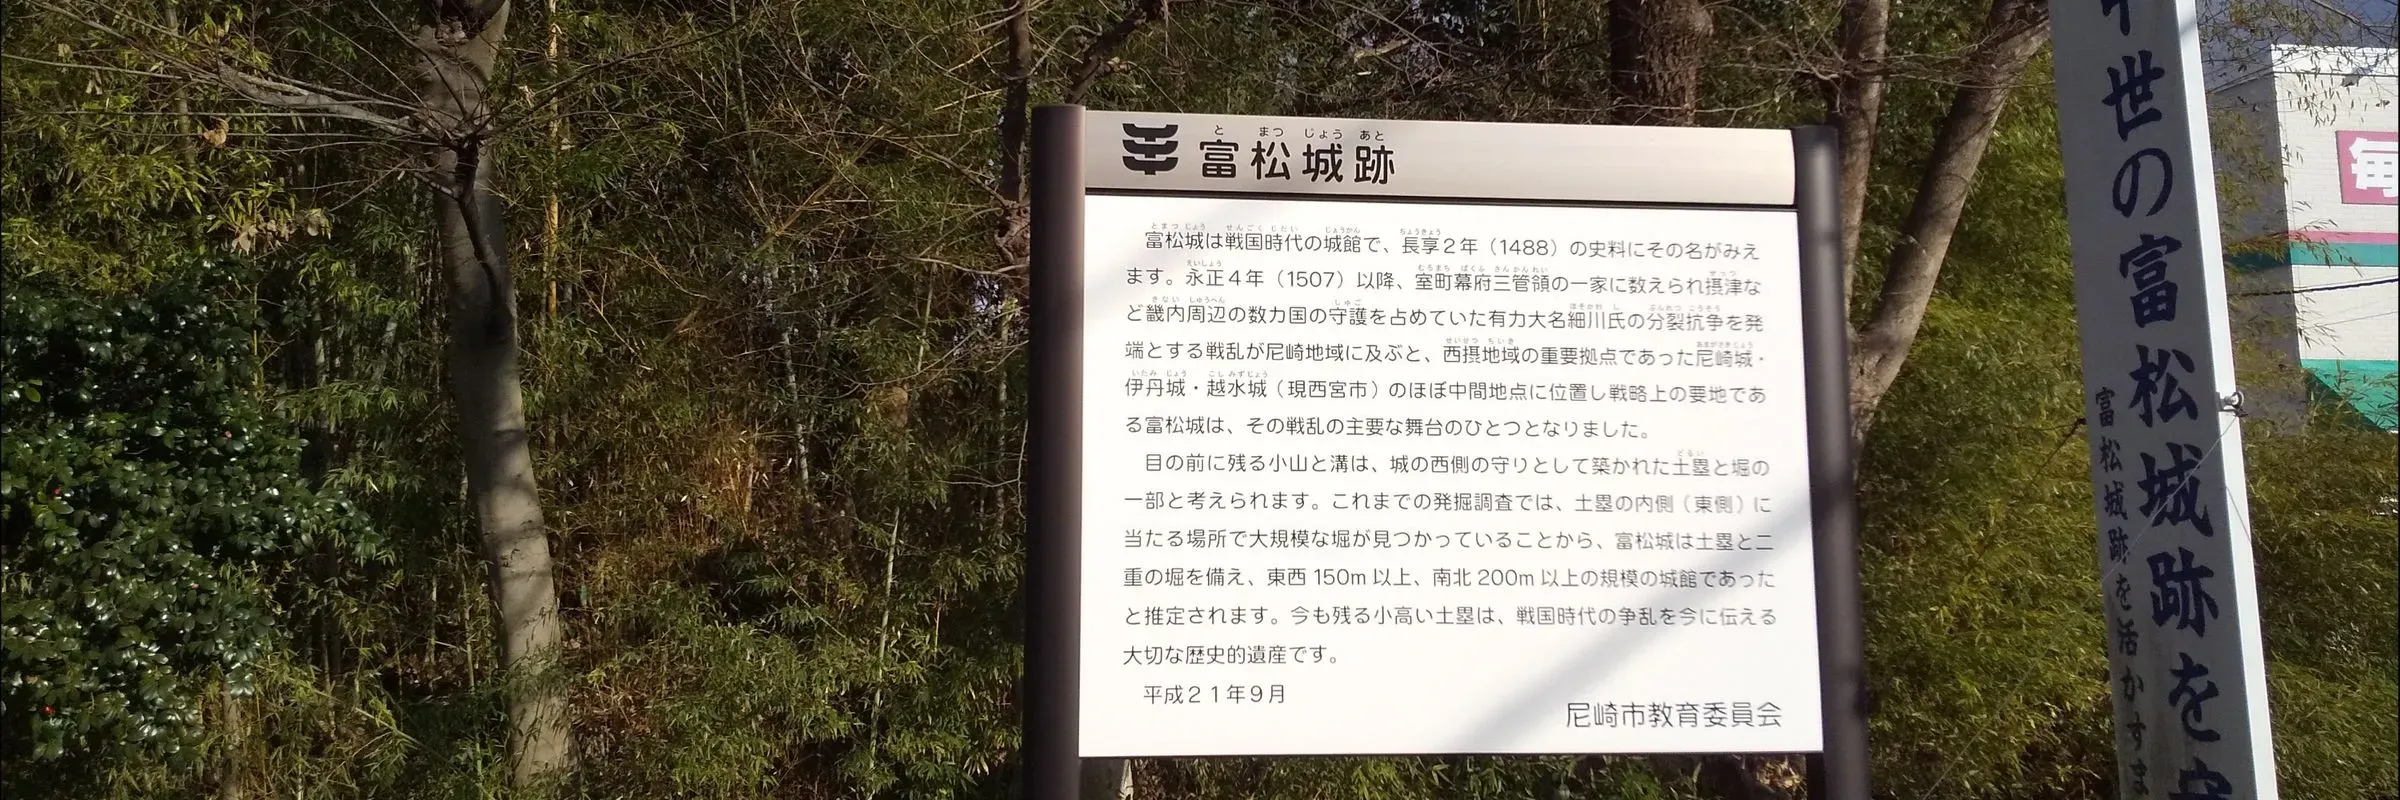 富松城跡
とまつじょうあと
富松城は戦国時代の城館で、長享2年（1488）の史料にその名がみえ
ます。永正4年（1507）以降、室町幕府三管領の一家に数えられ摂津な
ど畿内周辺の数カ国の守護を占めていた有力大名細川氏の分裂抗争を発
端とする戦乱が尼崎地域に及ぶと、西摂地域の重要拠点であった尼崎城・
伊丹城・越水城（現西宮市）のほぼ中間地点に位置し戦略上の要地であ
る富松城は、その戦乱の主要な舞台のひとつとなりました。
目の前に残る小山と溝は、城の西側の守りとして築かれた土塁と堀の
一部と考えられます。これまでの発掘調査では、土塁の内側（東側）に
当たる場所で大規模な堀が見つかっていることから、富松城は土塁と二
重の堀を備え、東西150m以上、南北200m以上の規模の城館であった
と推定されます。今も残る小高い土塁は、戦国時代の争乱を今に伝える
大切な歴史的遺産です。
平成21年9月
尼崎市教育委員会
世の富松城跡を
富松城跡を活かすま
毎